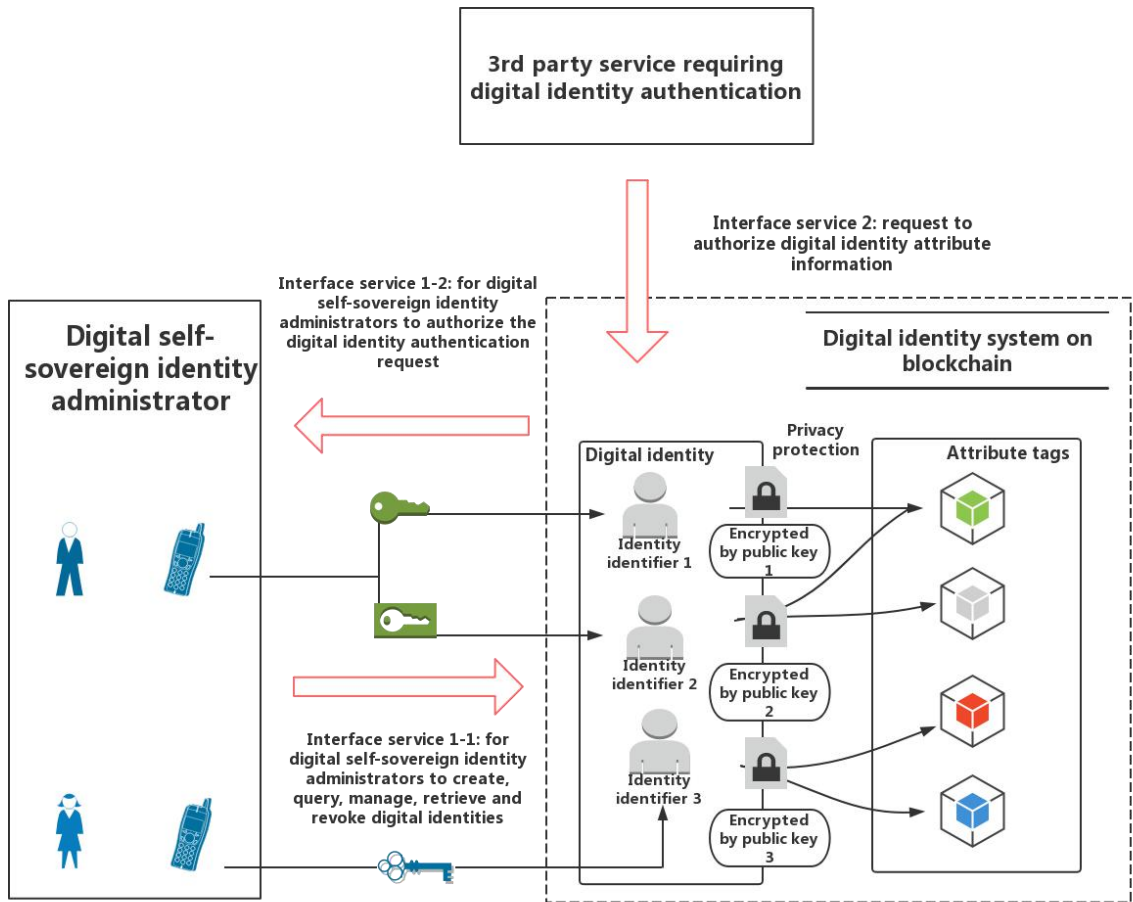 3rd party service requiring
digital identity authentication
Interface service 2: request to
authorize digital identity attribute
information
Interface service 1-2: for digital
self-sovereign identity
administrators to authorize the
digital identity authentication
request
Digital self-
sovereign identity
administrator
Digital identity system on
blockchain
Privacy
protection
Digital identity
Attribute tags
Identity
identifier 1
Encrypted
by public key
1
Identity
identifier 2
Encrypted
by public key
2
Interface service 1-1: for
digital self-sovereign identity
administrators to create,
query, manage, retrieve and
revoke digital identities
Identity
identifier 3
Encrypted
by public key
3